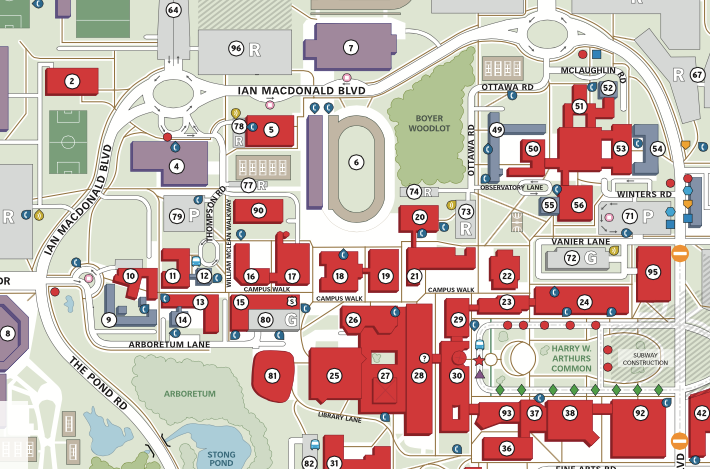 64
96 R
7
67 R
2
IAN MACDONALD BLVD
MCLAUGHLIN RD
OTTAWA RD
52
51
78
R
5
BOYER
WOODLOT
OTTAWA RD
49
50
53
54
4
6
IAN MACDONALD BLVD
77 R
74 R
OBSERVATORY LANE
WINTERS RD
79
P
THOMPSON RD
WILLIAM MCLEAN WALKWAY
90
20
73
R
55
56
71 P
R
VANIER LANE
72 G
95
OR
10
11
12
16
17
18
19
21
22
CAMPUS WALK
CAMPUS WALK
CAMPUS WALK
9
13
14
15
S
80 G
26
29
23
24
8
ARBORETUM LANE
THE POND RD
ARBORETUM
81
25
27
28
?
30
HARRY W.
ARTHURS
COMMON
SUBWAY
CONSTRUCTION
LIBRARY LANE
93
37
38
92
42
STONG
POND
82
31
36
FINE ARTS RD
VD